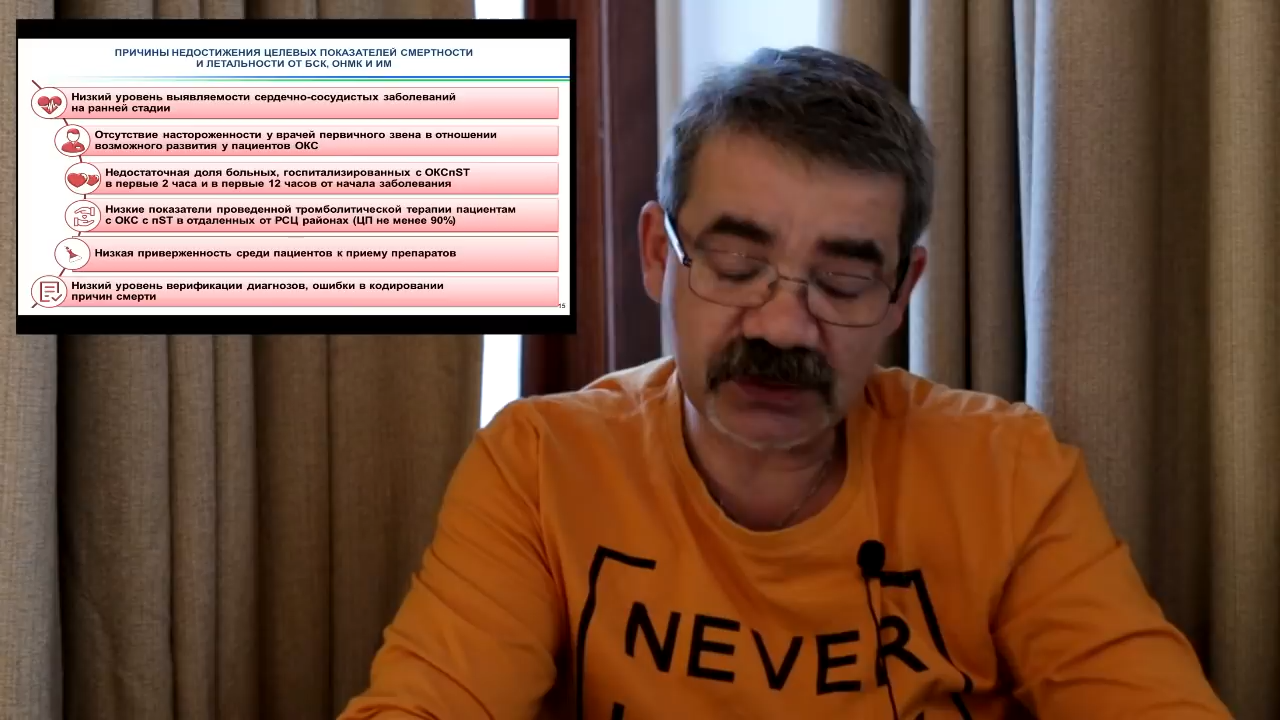 ПРИЧИНЫ НЕДОСТИЖЕНИЯ ЦЕЛЕВЫХ ПОКАЗАТЕЛЕЙ СМЕРТНОСТИ
И ЛЕТАЛЬНОСТИ ОТ БСК, ОНМК И ИМ
Низкий уровень выявляемости сердечно-сосудистых заболеваний
на ранней стадии
Отсутствие настороженности у врачей первичного звена в отношении
возможного развития у пациентов ОКС
Недостаточная доля больных, госпитализированных с ОКСпST
в первые 2 часа и в первые 12 часов от начала заболевания
Низкие показатели проведенной тромболитической терапии пациентам
с ОКС с пST в отдаленных от РСЦ районах (ЦП не менее 90%)
Низкая приверженность среди пациентов к приему препаратов
Низкий уровень верификации диагнозов, ошибки в кодировании
причин смерти
15
NEVER